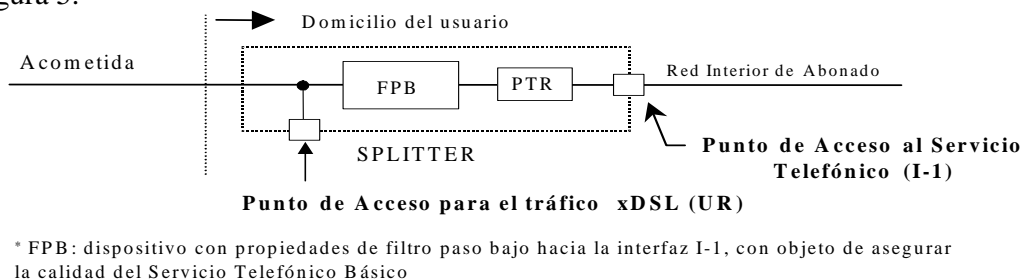 gura 5.
Domicilio del usuario
Acometida
FPB
PTR
Red Interior de Abonado
SPLITTER
Punto de Acceso al Servicio
Telefónico (I-1)
Punto de Acceso para el tráfico xDSL (UR)
* FPB: dispositivo con propiedades de filtro paso bajo hacia la interfaz I-1, con objeto de asegurar
la calidad del Servicio Telefónico Básico